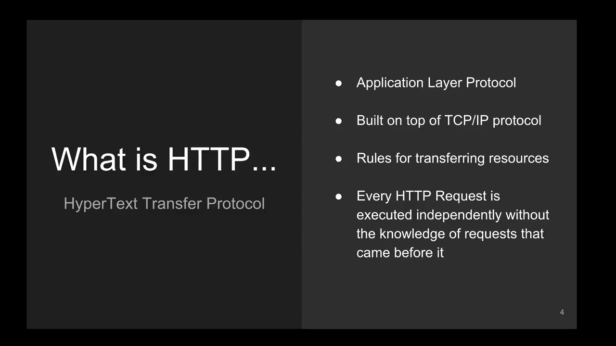 What is HTTP...
HyperText Transfer Protocol
● Application Layer Protocol
● Built on top of TCP/IP protocol
● Rules for transferring resources
● Every HTTP Request is
executed independently without
the knowledge of requests that
came before it
4